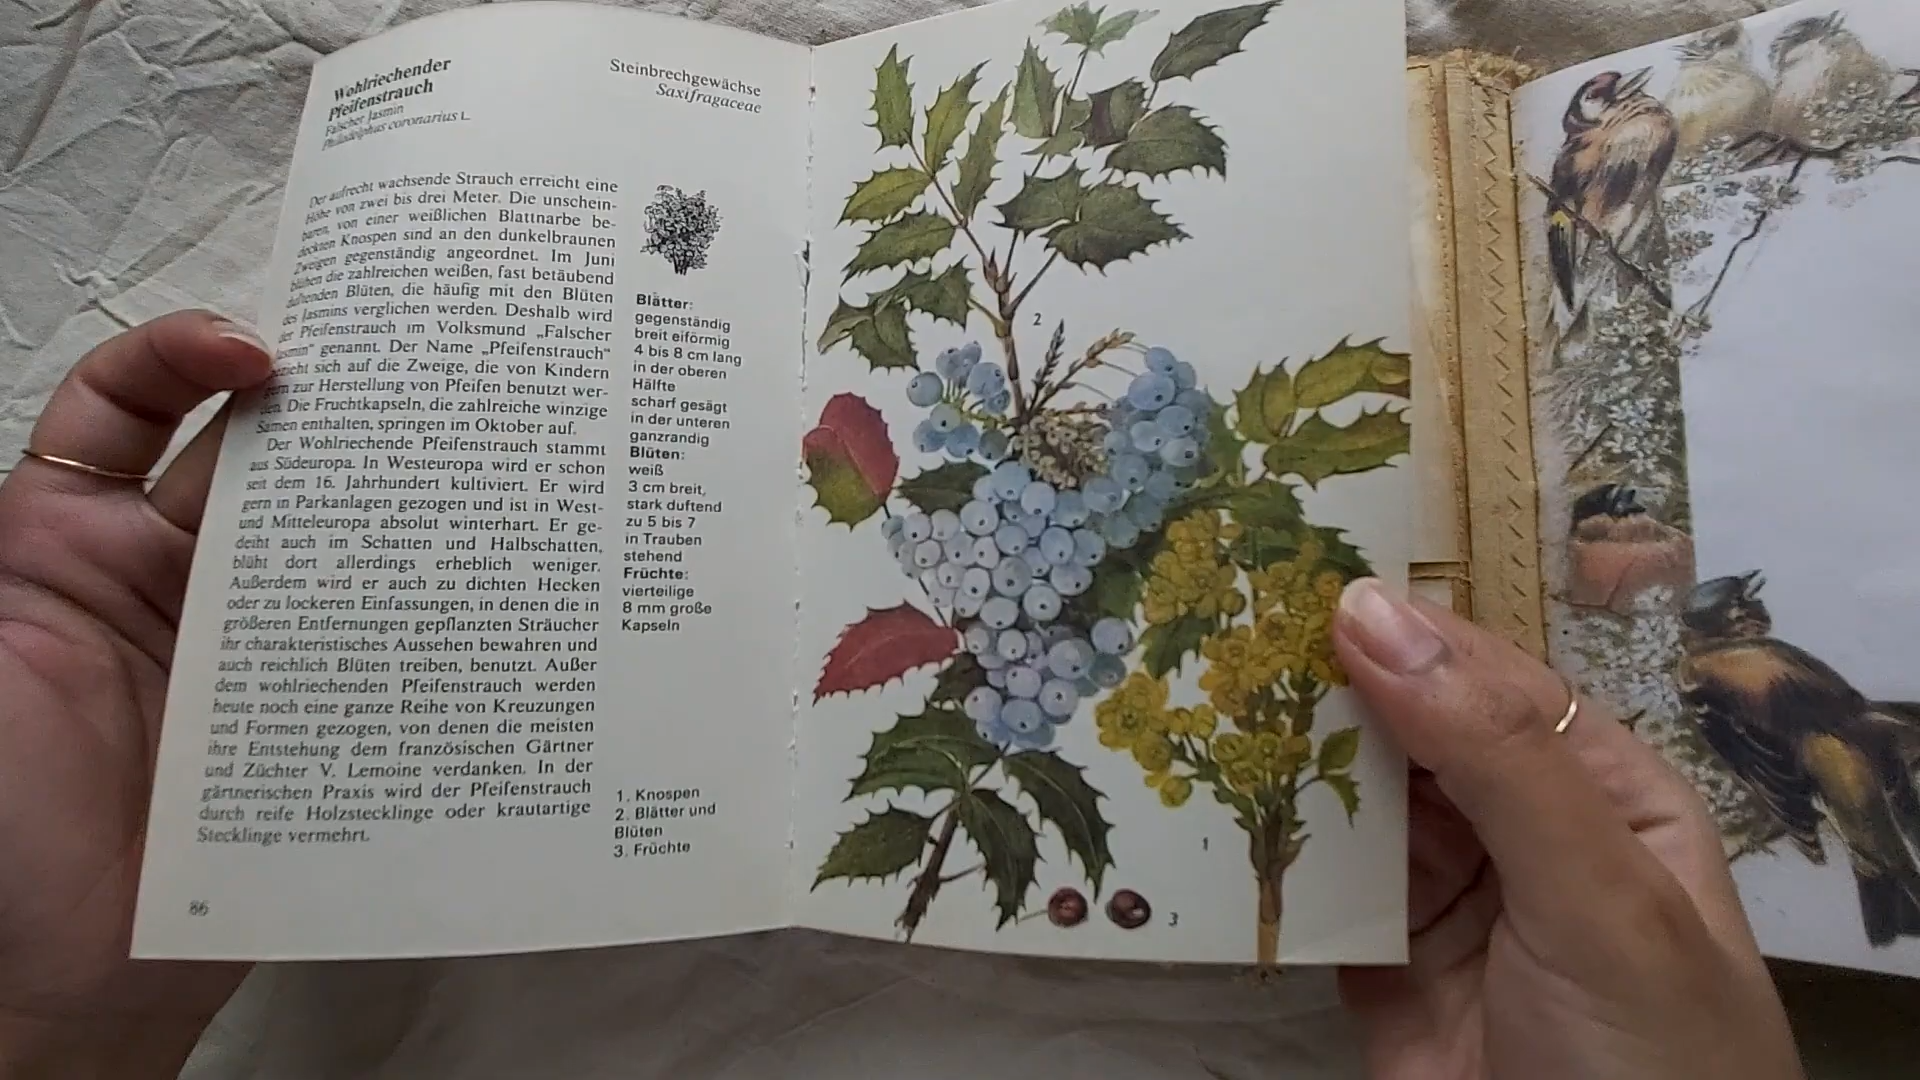 Wohlriechender
Pfeifenstrauch
Falscher Jasmin
Philadelphus coronarius L.
Steinbrechgewächse
Saxifragaceae
Der aufrecht wachsende Strauch erreicht eine
Höhe von zwei bis drei Meter. Die unschein-
baren, von einer weißlichen Blattnarbe be-
deckten Knospen sind an den dunkelbraunen
Zweigen gegenständig angeordnet. Im Juni
blühen die zahlreichen weißen, fast betäubend
duftenden Blüten, die häufig mit den Blüten
des Jasmins verglichen werden. Deshalb wird
der Pfeifenstrauch im Volksmund „Falscher
Jasmin" genannt. Der Name „Pfeifenstrauch"
bezieht sich auf die Zweige, die von Kindern
gern zur Herstellung von Pfeifen benutzt wer-
den. Die Fruchtkapseln, die zahlreiche winzige
Samen enthalten, springen im Oktober auf.
Der Wohlriechende Pfeifenstrauch stammt
aus Südeuropa. In Westeuropa wird er schon
seit dem 16. Jahrhundert kultiviert. Er wird
gern in Parkanlagen gezogen und ist in West-
und Mitteleuropa absolut winterhart. Er ge-
deiht auch im Schatten und Halbschatten,
blüht dort allerdings erheblich weniger.
Außerdem wird er auch zu dichten Hecken
oder zu lockeren Einfassungen, in denen die in
größeren Entfernungen gepflanzten Sträucher
ihr charakteristisches Aussehen bewahren und
auch reichlich Blüten treiben, benutzt. Außer
dem wohlriechenden Pfeifenstrauch werden
heute noch eine ganze Reihe von Kreuzungen
und Formen gezogen, von denen die meisten
ihre Entstehung dem französischen Gärtner
und Züchter V. Lemoine verdanken. In der
gärtnerischen Praxis wird der Pfeifenstrauch
durch reife Holzstecklinge oder krautartige
Stecklinge vermehrt.
Blätter:
gegenständig
breit eiförmig
4 bis 8 cm lang
in der oberen
Hälfte
scharf gesägt
in der unteren
ganzrandig
Blüten:
weiß
3 cm breit,
stark duftend
zu 5 bis 7
in Trauben
stehend
Früchte:
vierteilige
8 mm große
Kapseln
1. Knospen
2. Blätter und
Blüten
3. Früchte
86
2
1
3